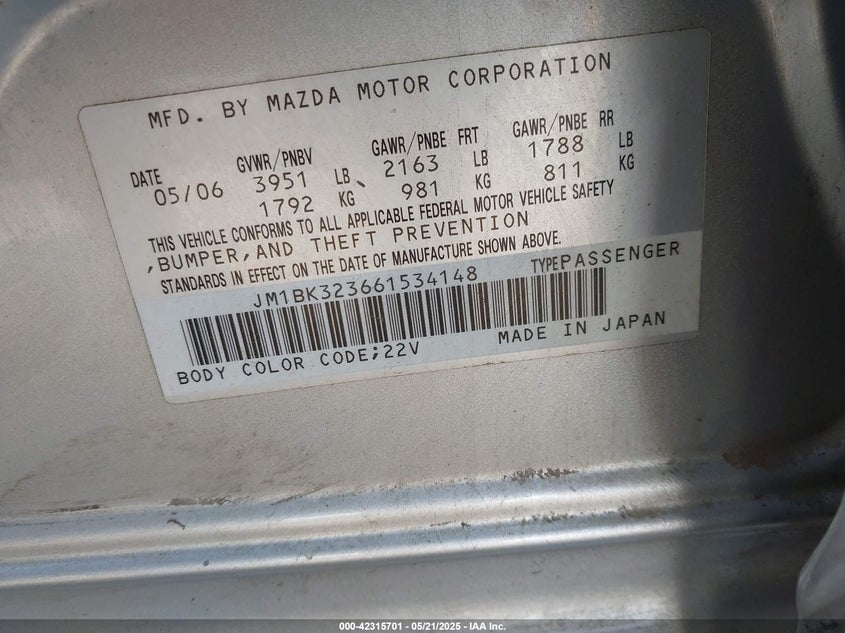 MFD. BY MAZDA MOTOR CORPORATION
DATE GVWR/PNBV GAWR/PNBE FRT GAWR/PNBE RR
05/06 3951 LB 2163 LB 1788 LB
1792 KG 981 KG 811 KG
THIS VEHICLE CONFORMS TO ALL APPLICABLE FEDERAL MOTOR VEHICLE SAFETY
,BUMPER,AND THEFT PREVENTION
STANDARDS IN EFFECT ON THE DATE OF MANUFACTURE SHOWN ABOVE.
JM1BK323661534148 TYPE PASSENGER
BODY COLOR CODE;22V MADE IN JAPAN
000-42315701 - 05/21/2025 - IAA Inc.